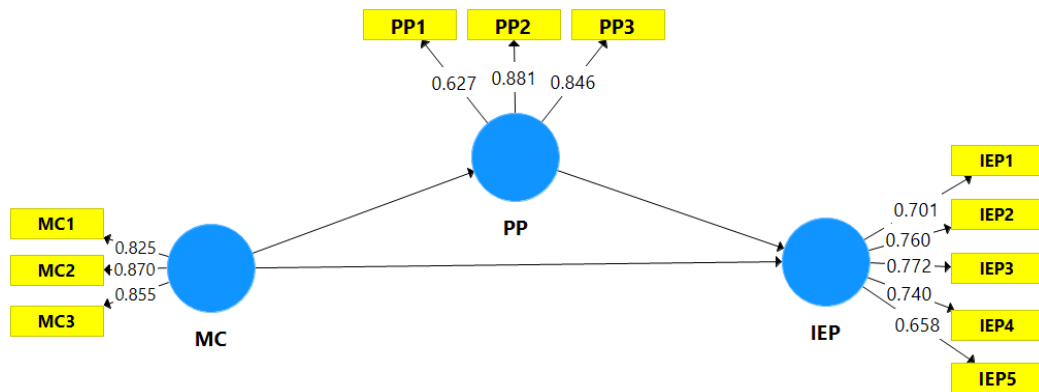 PP1 PP2 PP3
0.627 0.881 0.846
PP
MC1
MC2
MC3
0.825
0.870
0.855
MC
IEP1
IEP2
IEP3
IEP4
IEP5
0.701
0.760
0.772
0.740
0.658
IEP